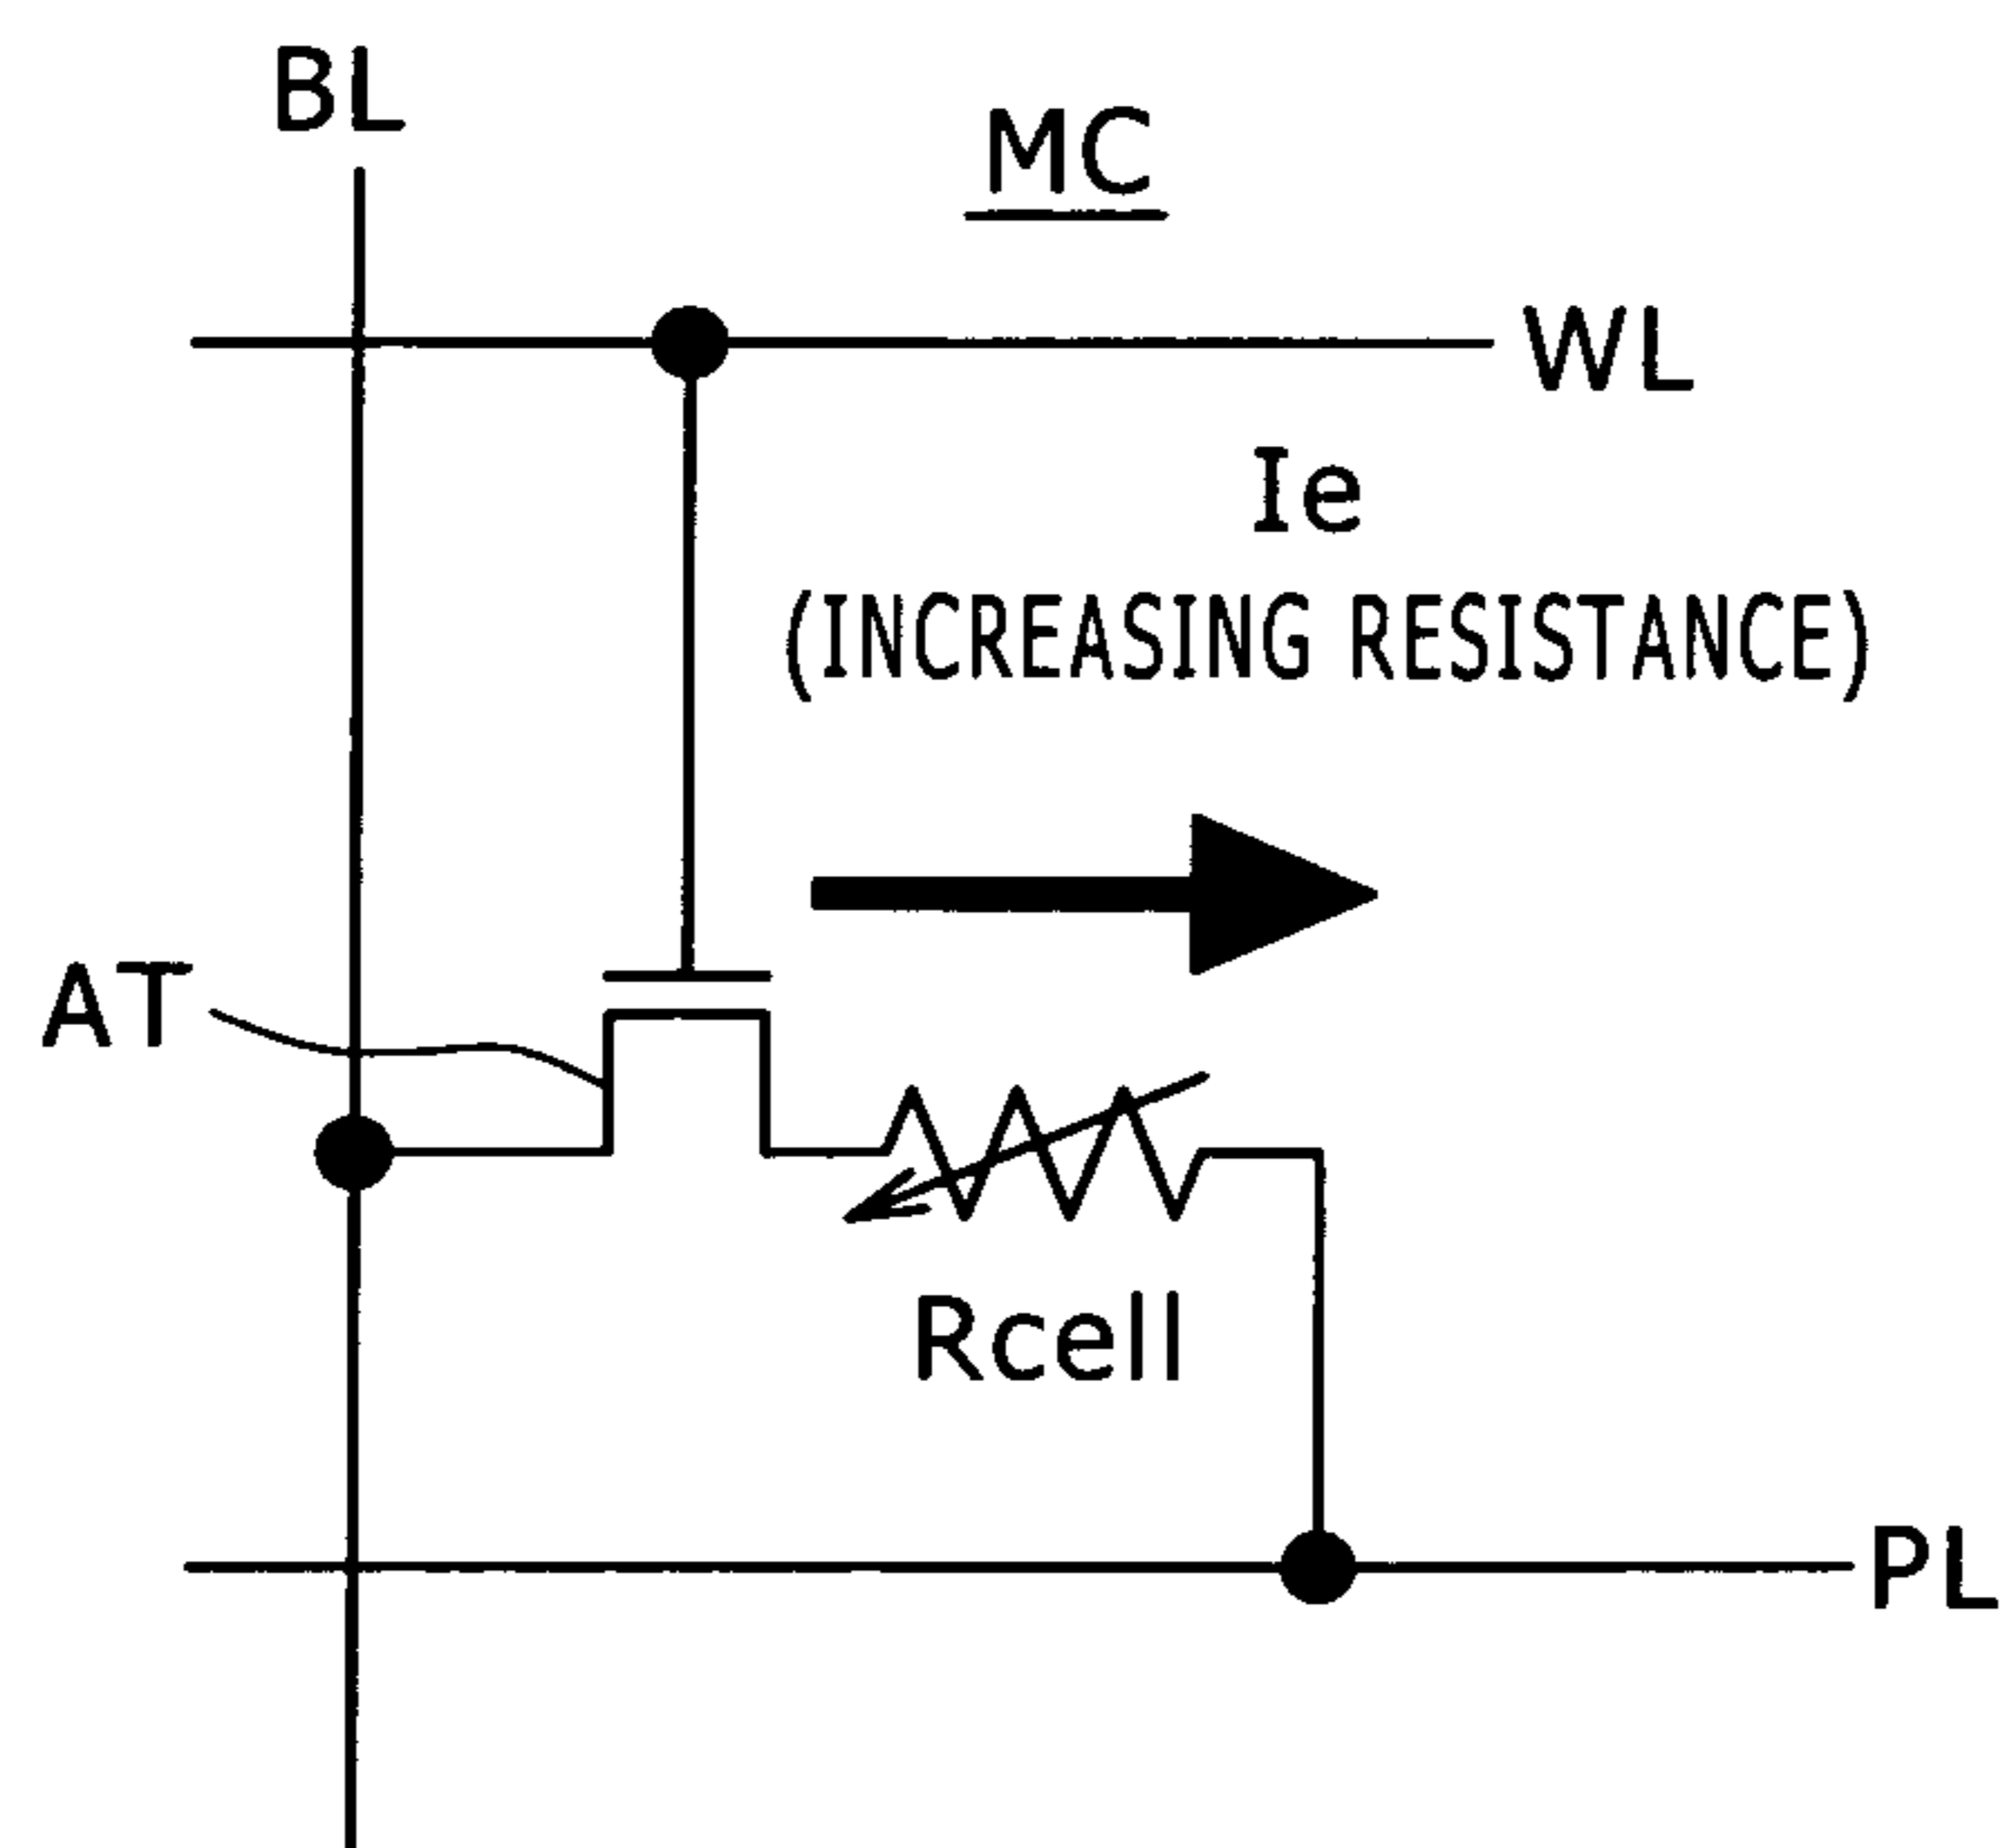 BL
MC
WL
Ie
(INCREASING RESISTANCE)
AT
Rcell
PL